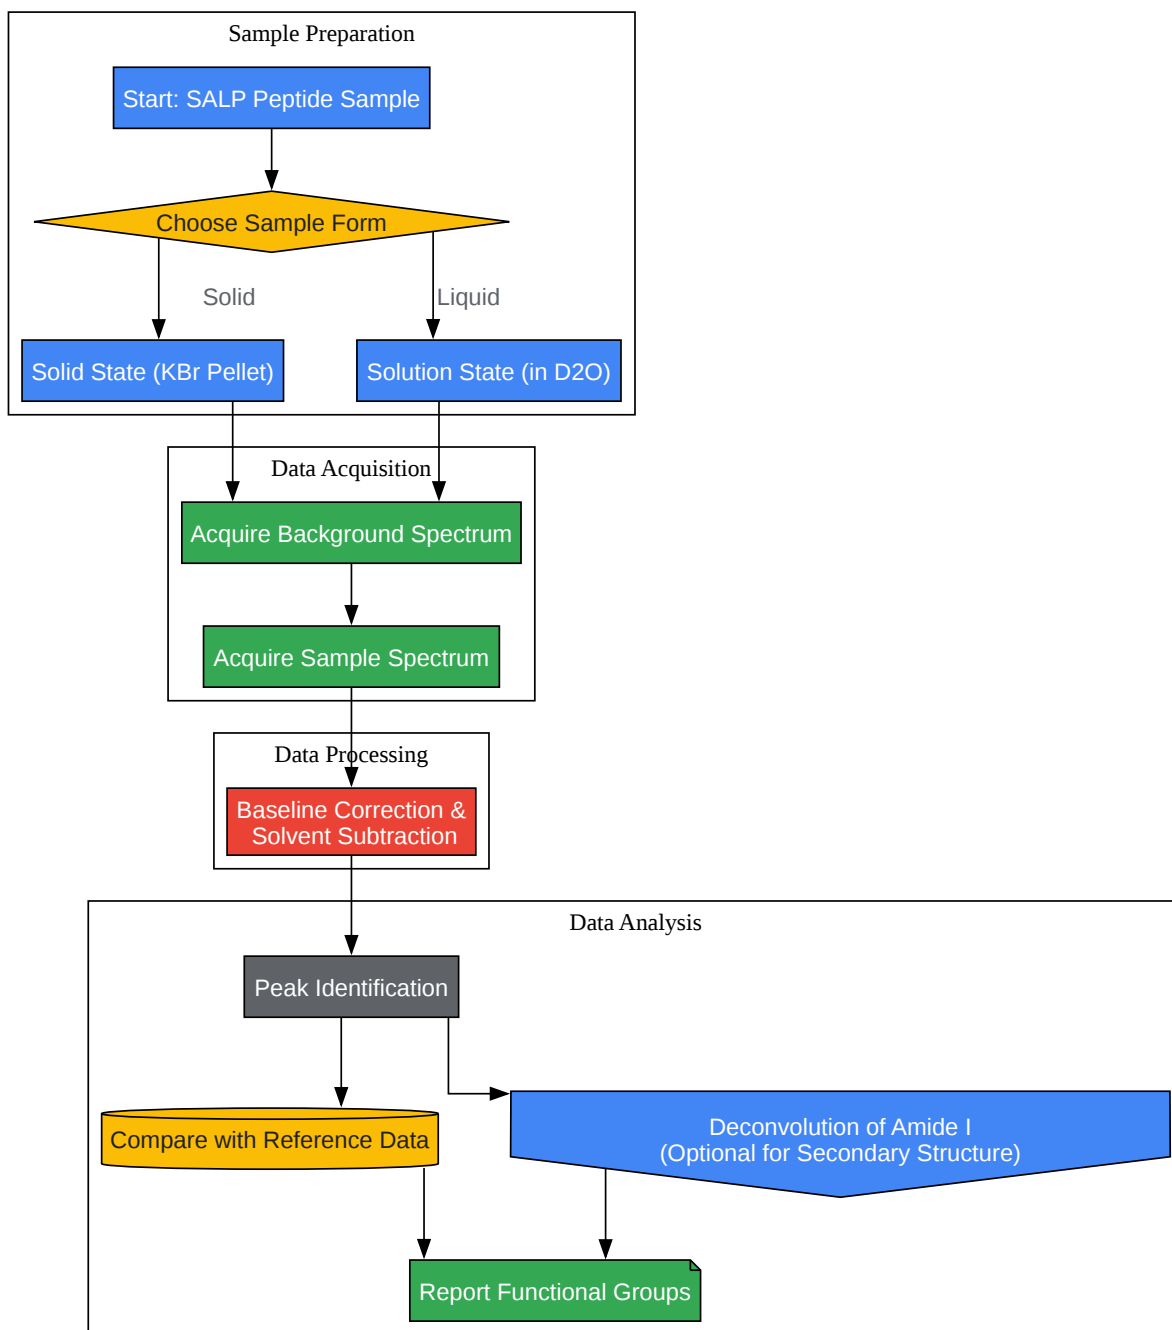 Sample Preparation
Start: SALP Peptide Sample
Choose Sample Form
Solid
Liquid
Solid State (KBr Pellet)
Solution State (in D2O)
Data Acquisition
Acquire Background Spectrum
Acquire Sample Spectrum
Data Processing
Baseline Correction &
Solvent Subtraction
Data Analysis
Peak Identification
Compare with Reference Data
Deconvolution of Amide I
(Optional for Secondary Structure)
Report Functional Groups